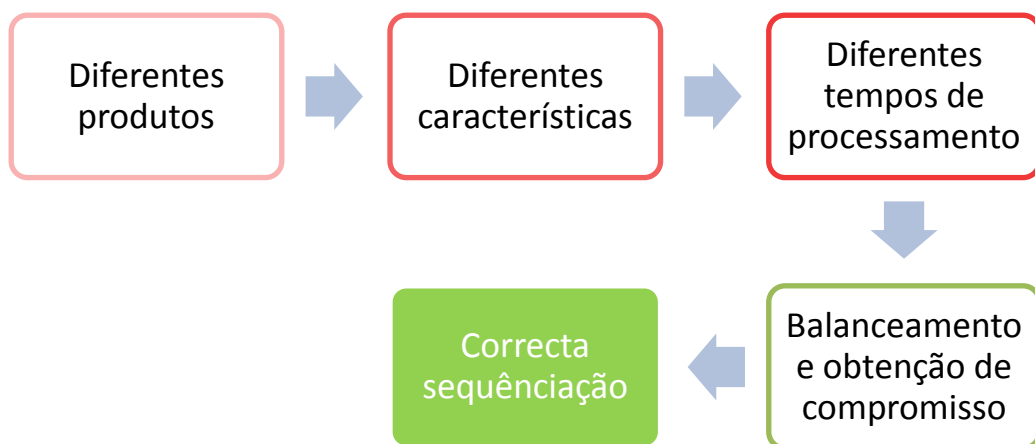 Diferentes
produtos
Diferentes
características
Diferentes
tempos de
processamento
Balanceamento
e obtenção de
compromisso
Correcta
sequênciação